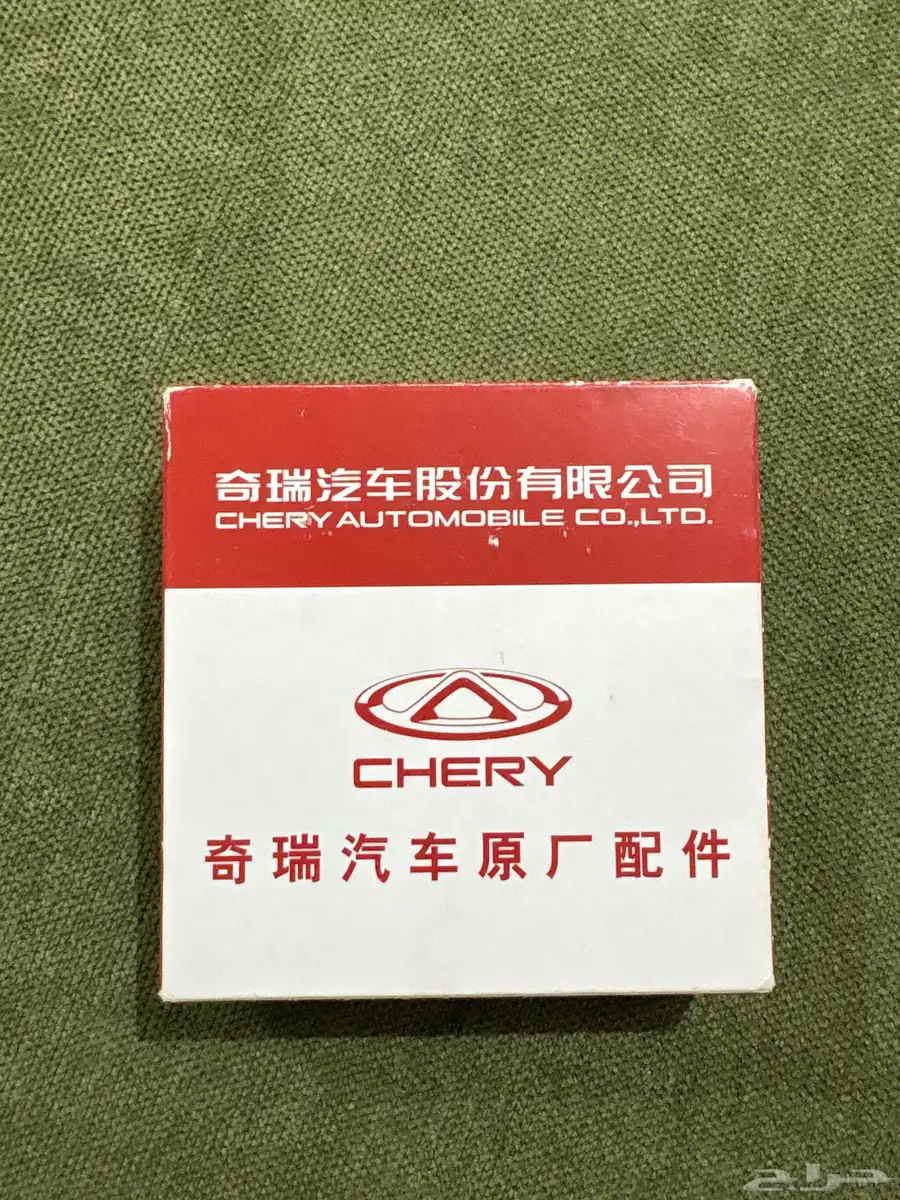 奇瑞汽车股份有限公司
CHERY AUTOMOBILE CO.,LTD.
CHERY
奇瑞汽车原厂配件
حراج